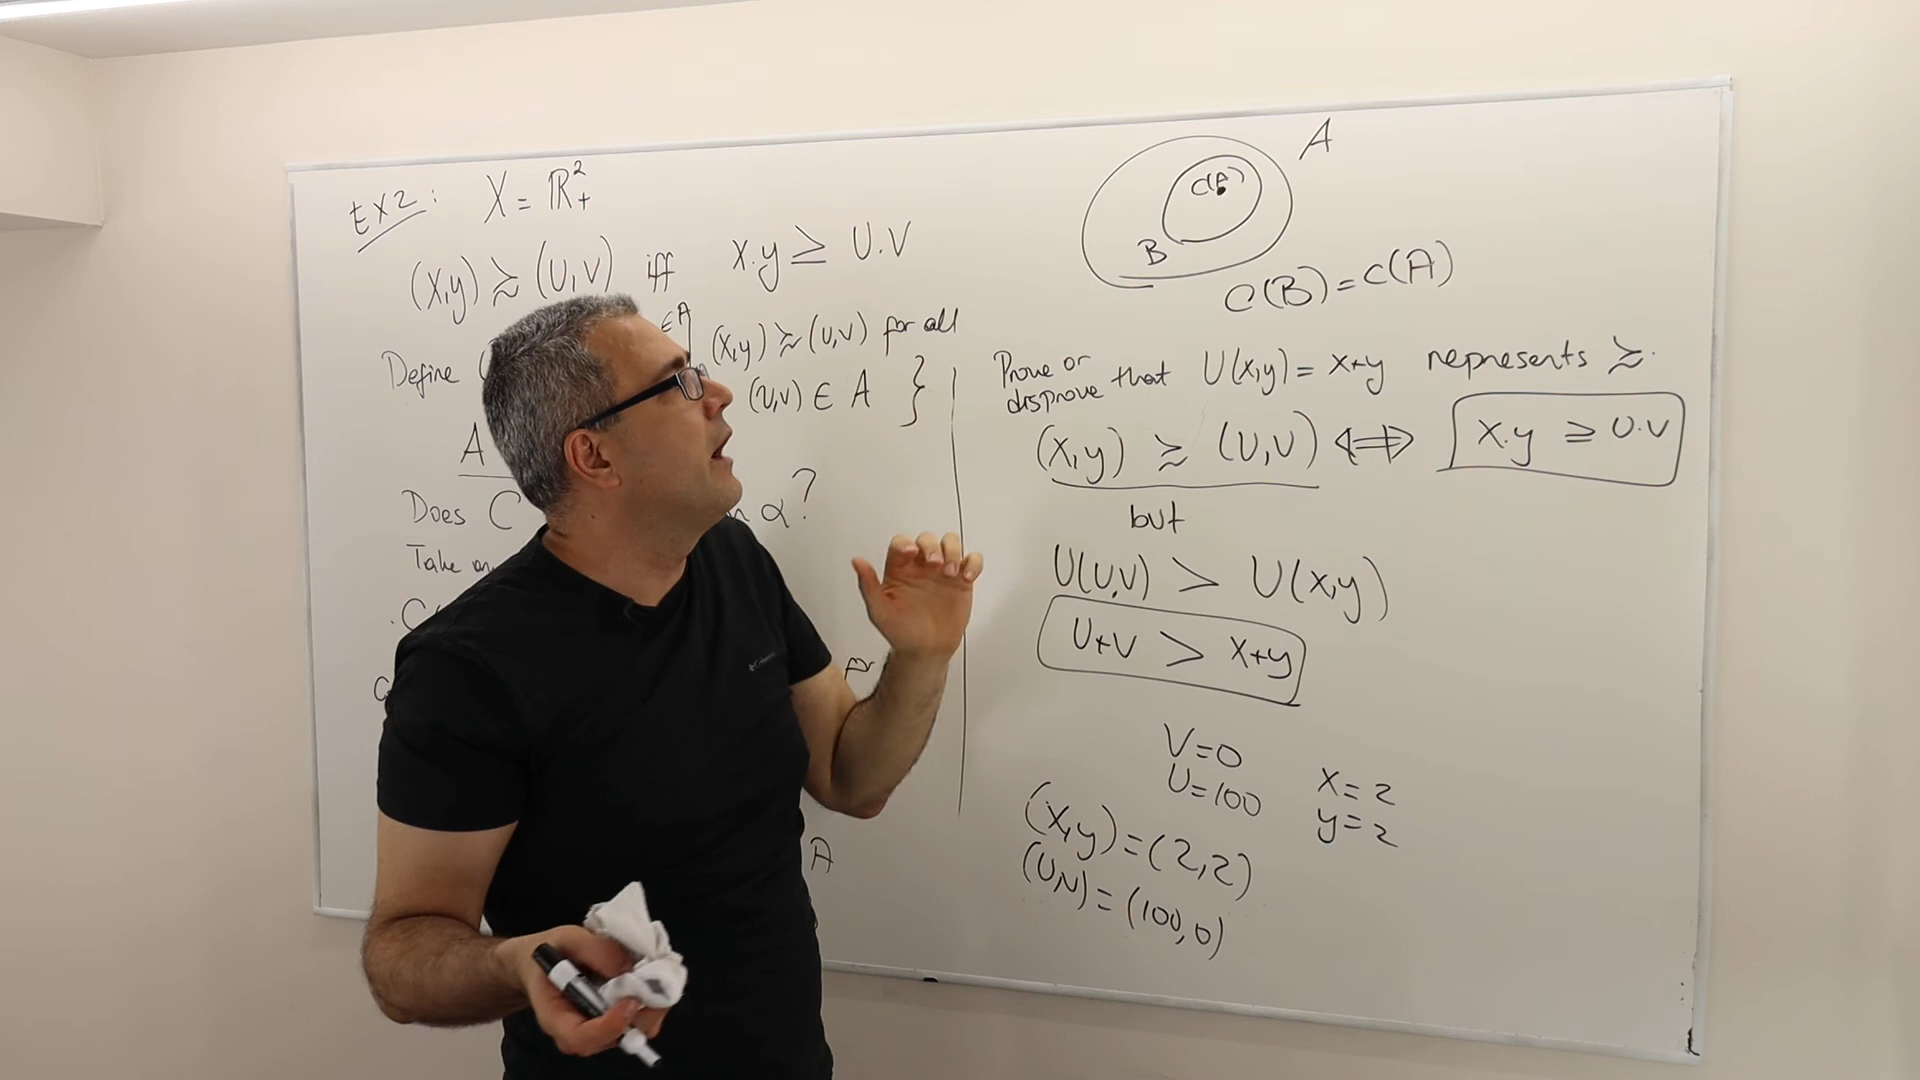 EX2: X = ℝ²₊
(x,y) ≿ (U,V) iff x.y ≥ U.V
Define
∈A | (x,y) ≿ (U,V) for all
(U,V) ∈ A }
A
Does C α?
Take
for
A
A
C(A)
B
C(B) = C(A)
Prove or
disprove that U(x,y) = x+y represents ≿.
(x,y) ≿ (U,V) ⟺ x.y ≥ U.V
but
U(U,V) > U(x,y)
U+V > x+y
V=0
U=100
x=2
y=2
(x,y) = (2,2)
(U,V) = (100,0)